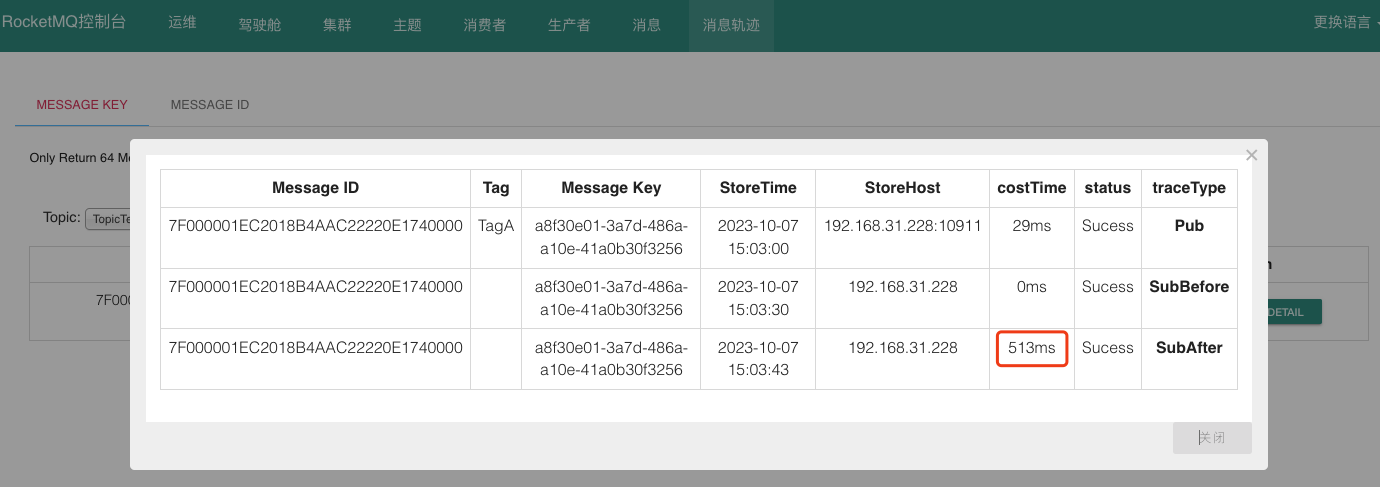 RocketMQ控制台 运维 驾驶舱 集群 主题 消费者 生产者 消息 消息轨迹 更换语言
MESSAGE KEY MESSAGE ID
Only Return 64 Me
×
Message ID Tag Message Key StoreTime StoreHost costTime status traceType
Topic: TopicTe
7F000001EC2018B4AAC22220E1740000 TagA a8f30e01-3a7d-486a- 2023-10-07 192.168.31.228:10911 29ms Sucess Pub
a10e-41a0b30f3256 15:03:00
7F000001EC2018B4AAC22220E1740000 a8f30e01-3a7d-486a- 2023-10-07 192.168.31.228 0ms Sucess SubBefore
a10e-41a0b30f3256 15:03:30
7F00 DETAIL
7F000001EC2018B4AAC22220E1740000 a8f30e01-3a7d-486a- 2023-10-07 192.168.31.228 513ms Sucess SubAfter
a10e-41a0b30f3256 15:03:43
关闭